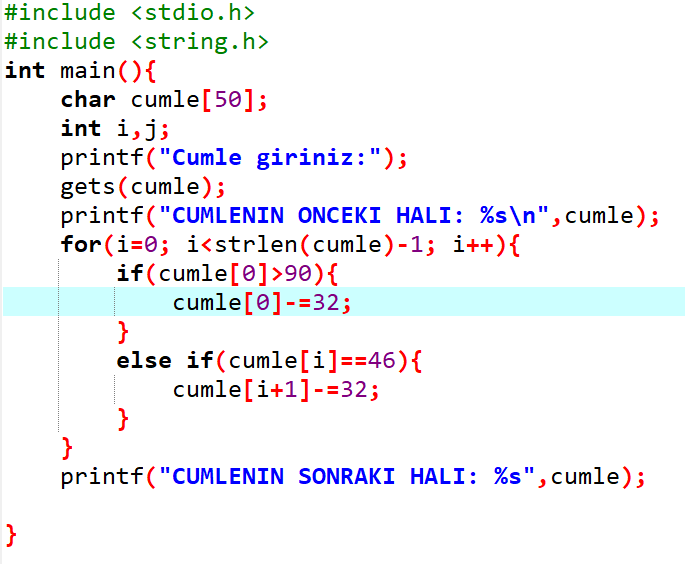 #include <stdio.h>
#include <string.h>
int main(){
    char cumle[50];
    int i,j;
    printf("Cumle giriniz:");
    gets(cumle);
    printf("CUMLENIN ONCEKI HALI: %s\n",cumle);
    for(i=0; i<strlen(cumle)-1; i++){
        if(cumle[0]>90){
            cumle[0]-=32;
        }
        else if(cumle[i]==46){
            cumle[i+1]-=32;
        }
    }
    printf("CUMLENIN SONRAKI HALI: %s",cumle);
}